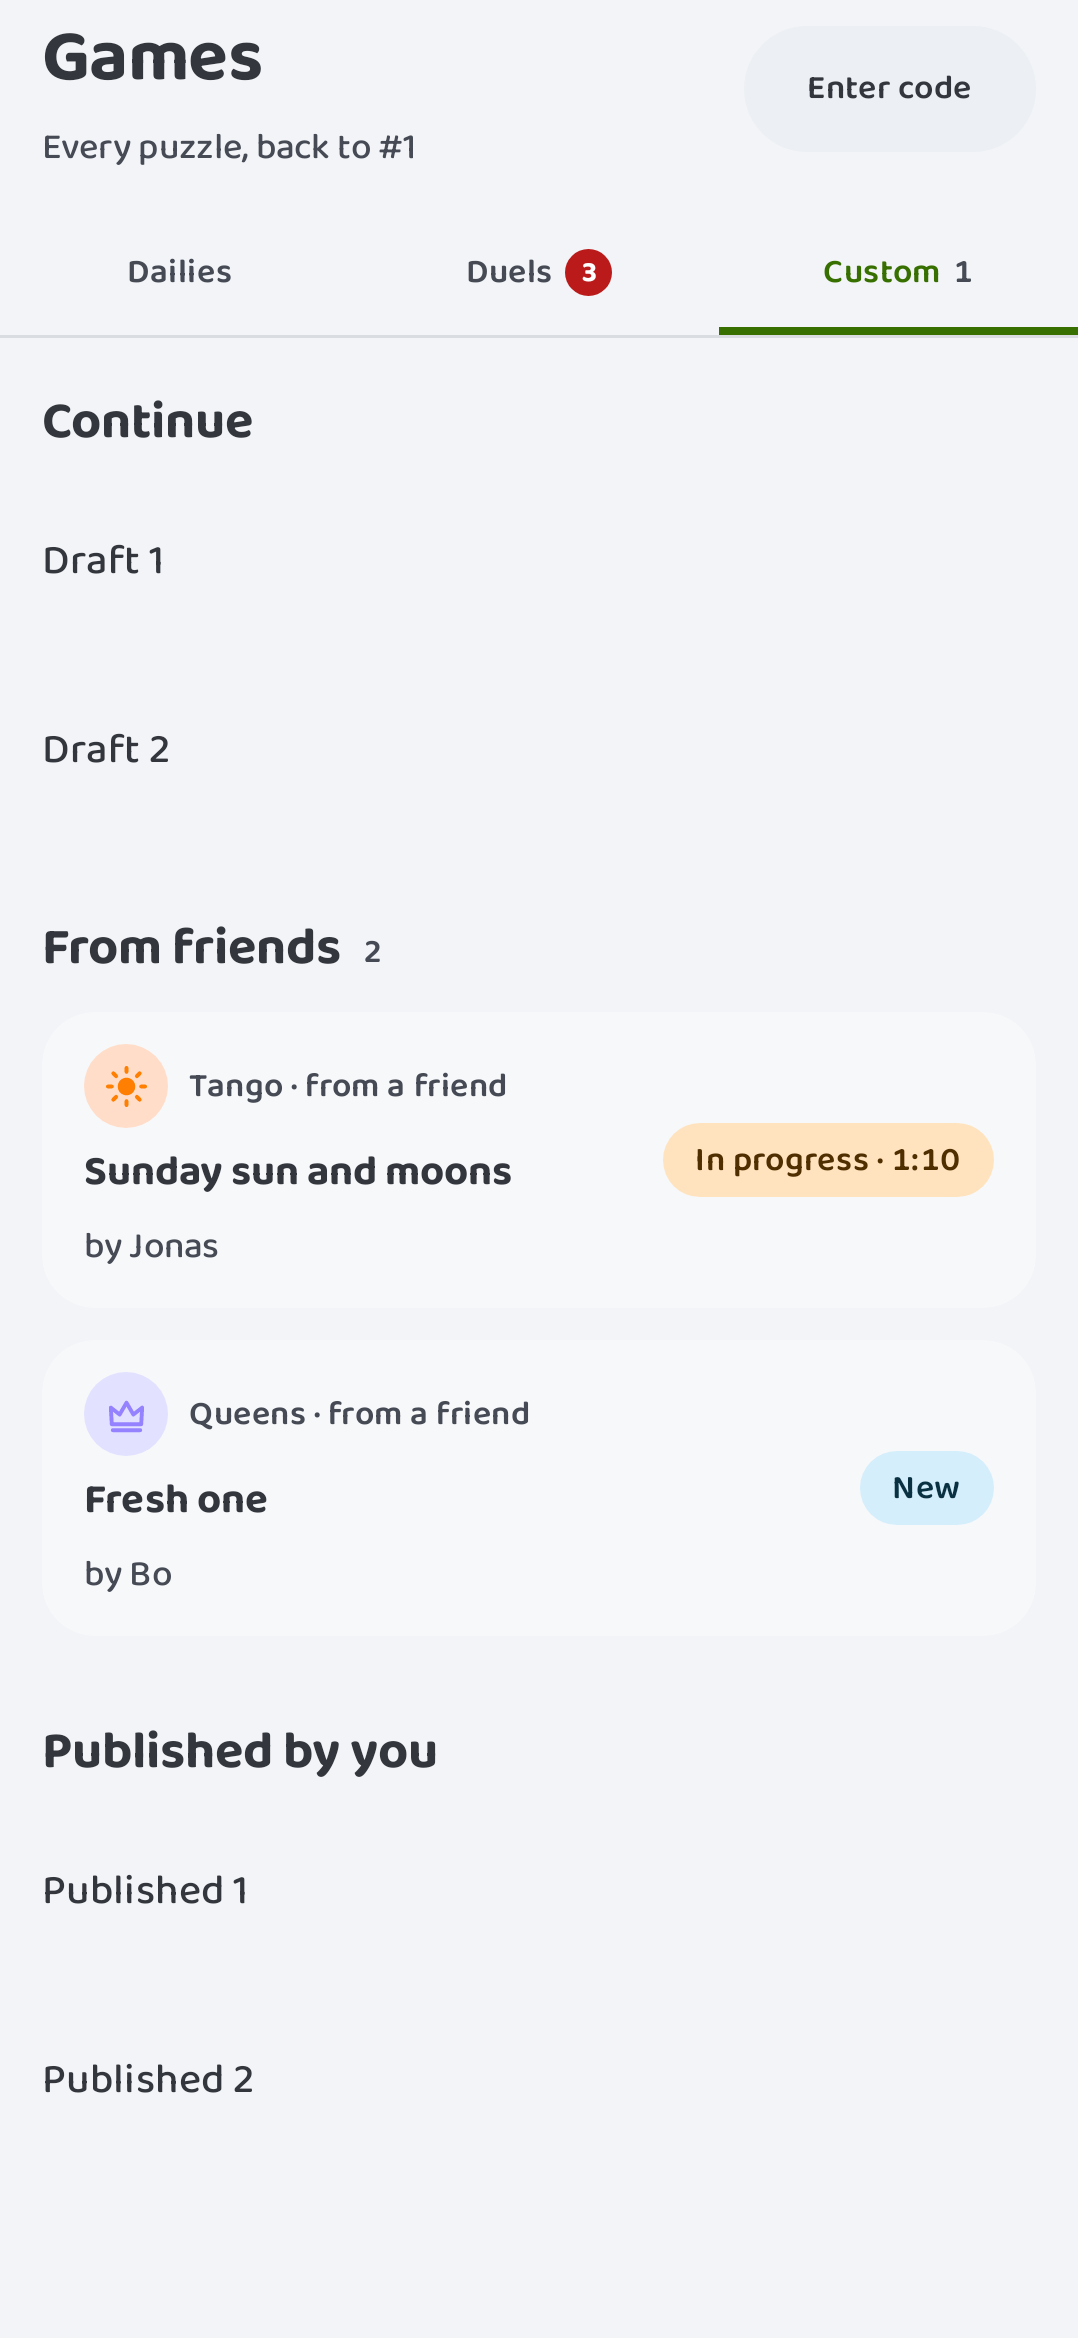 Games
Enter code
Every puzzle, back to #1
Dailies
Duels 3
Custom 1
Continue
Draft 1
Draft 2
From friends 2
Tango · from a friend
Sunday sun and moons
In progress · 1:10
by Jonas
Queens · from a friend
Fresh one
New
by Bo
Published by you
Published 1
Published 2